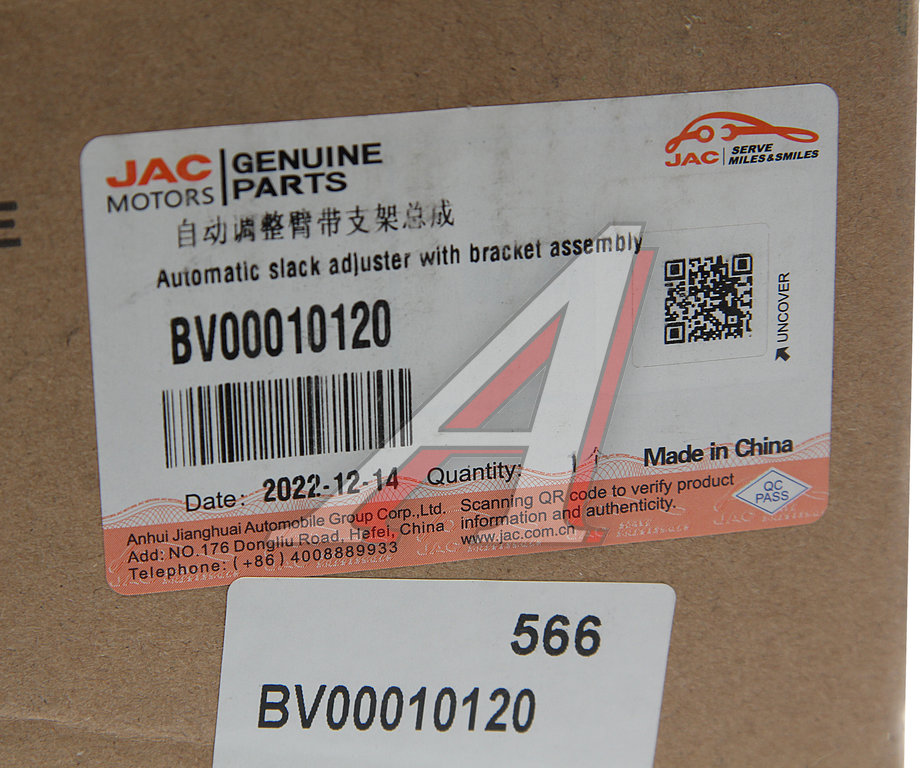 JAC
MOTORS
GENUINE
PARTS
JAC
SERVE
MILES&SMILES
自动调整臂带支架总成
Automatic slack adjuster with bracket assembly
BV00010120
UNCOVER
Date: 2022-12-14
Quantity:
Made in China
QC
PASS
Anhui Jianghuai Automobile Group Corp.,Ltd.
Add: NO.176 Dongliu Road, Hefei, China
Telephone: (+86) 4008889933
Scanning QR code to verify product
information and authenticity.
www.jac.com.cn
566
BV00010120